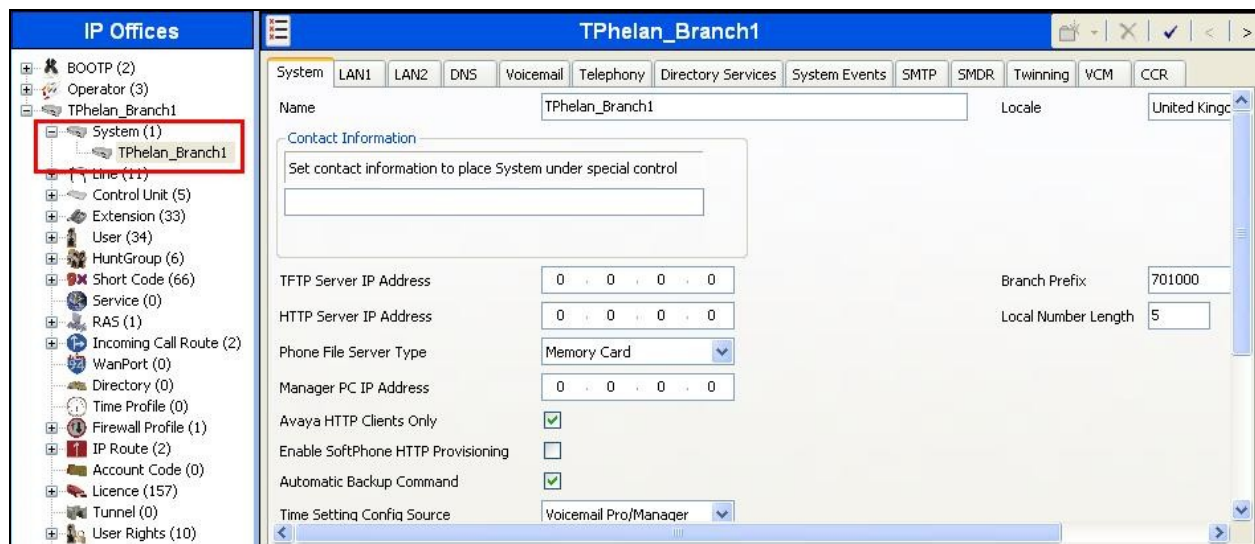 IP Offices
BOOTP (2)
Operator (3)
TPhelan_Branch1
System (1)
TPhelan_Branch1
Line (11)
Control Unit (5)
Extension (33)
User (34)
HuntGroup (6)
Short Code (66)
Service (0)
RAS (1)
Incoming Call Route (2)
WanPort (0)
Directory (0)
Time Profile (0)
Firewall Profile (1)
IP Route (2)
Account Code (0)
Licence (157)
Tunnel (0)
User Rights (10)
TPhelan_Branch1
System LAN1 LAN2 DNS Voicemail Telephony Directory Services System Events SMTP SMDR Twinning VCM CCR
Name TPhelan_Branch1 Locale United Kingc
Contact Information
Set contact information to place System under special control
TFTP Server IP Address 0 . 0 . 0 . 0 Branch Prefix 701000
HTTP Server IP Address 0 . 0 . 0 . 0 Local Number Length 5
Phone File Server Type Memory Card
Manager PC IP Address 0 . 0 . 0 . 0
Avaya HTTP Clients Only
Enable SoftPhone HTTP Provisioning
Automatic Backup Command
Time Setting Config Source Voicemail Pro/Manager